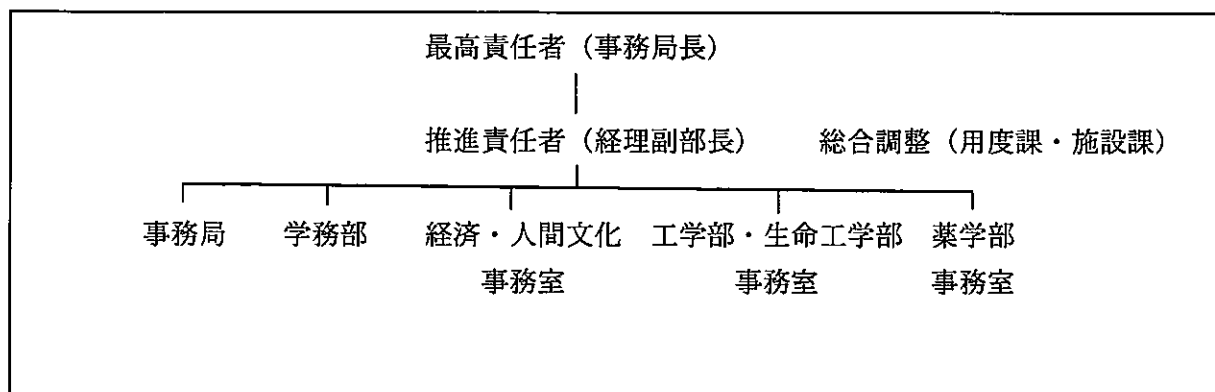 最高責任者（事務局長）
推進責任者（経理副部長） 総合調整（用度課・施設課）
事務局 学務部 経済・人間文化 工学部・生命工学部 薬学部
事務室 事務室 事務室